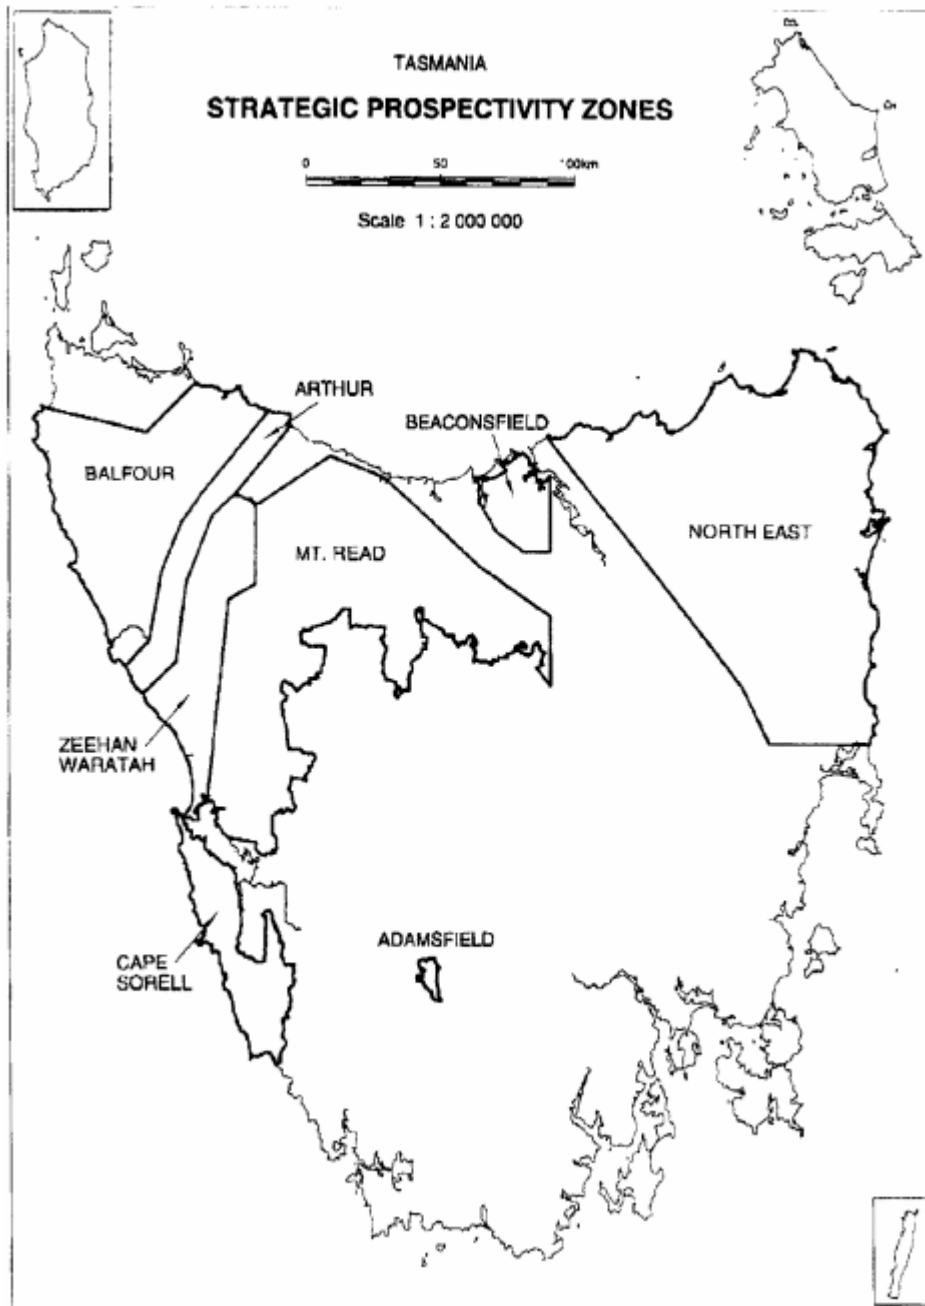 TASMANIA
STRATEGIC PROSPECTIVITY ZONES
0 50 100km
Scale 1 : 2 000 000
ARTHUR
BEACONSFIELD
BALFOUR
NORTH EAST
MT. READ
ZEEHAN
WARATAH
ADAMSFIELD
CAPE
SORELL